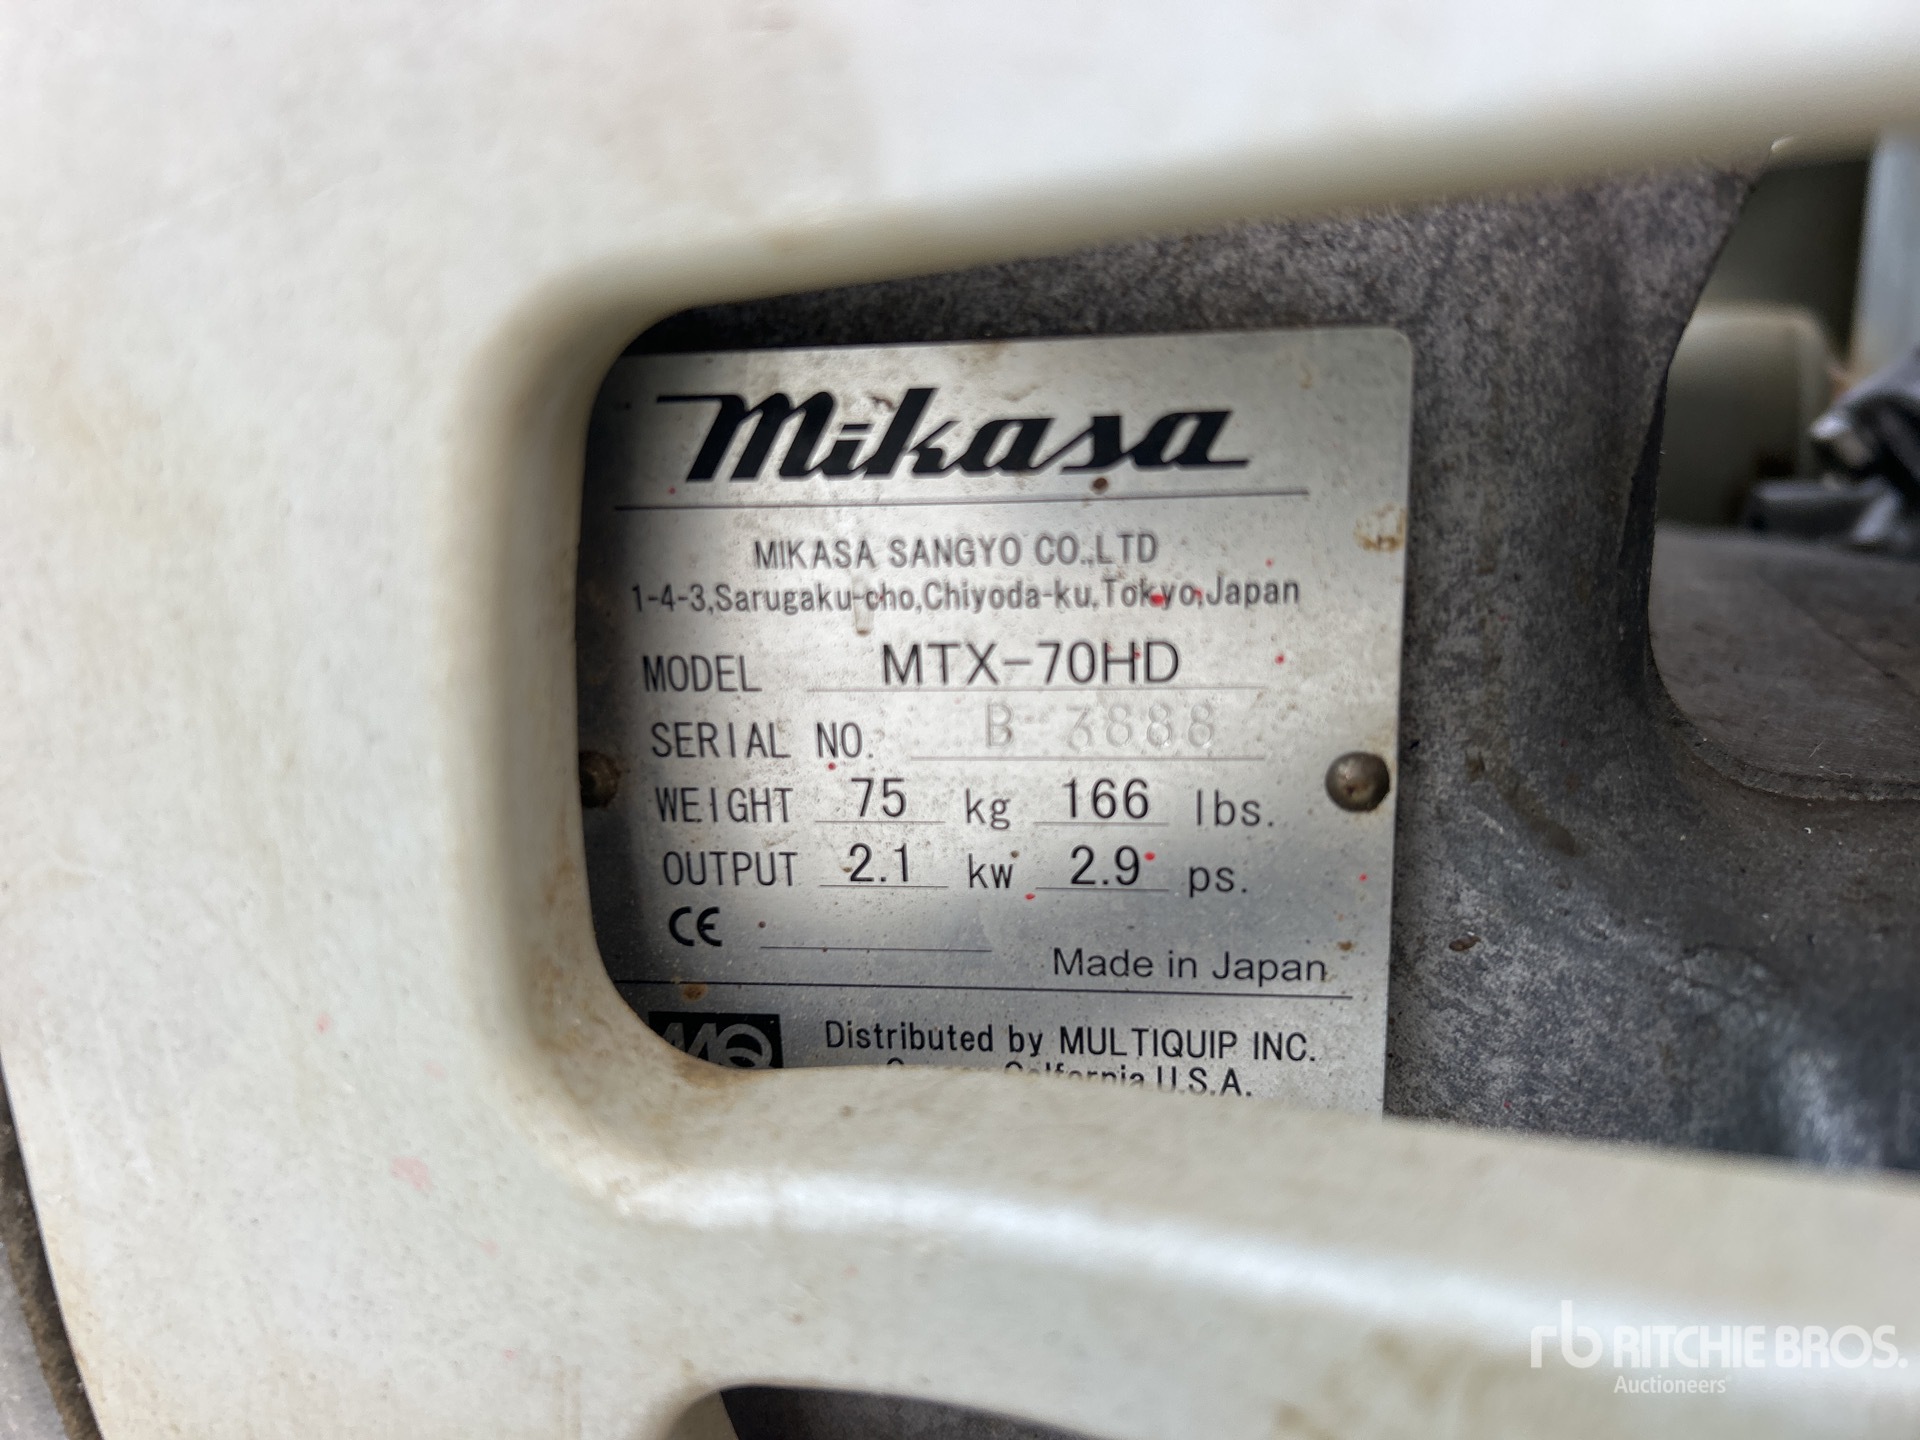 mikasa
MIKASA SANGYO CO.,LTD
1-4-3,Sarugaku-cho,Chiyoda-ku,Tokyo,Japan
MODEL MTX-70HD
SERIAL NO. B-3888
WEIGHT 75 kg 166 lbs.
OUTPUT 2.1 kw 2.9 ps.
CE
Made in Japan
MQ Distributed by MULTIQUIP INC.
U.S.A.
rb RITCHIE BROS.
Auctioneers